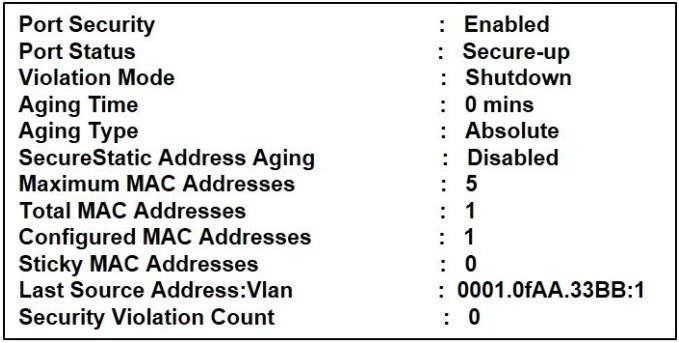 Port Security : Enabled
Port Status : Secure-up
Violation Mode : Shutdown
Aging Time : 0 mins
Aging Type : Absolute
SecureStatic Address Aging : Disabled
Maximum MAC Addresses : 5
Total MAC Addresses : 1
Configured MAC Addresses : 1
Sticky MAC Addresses : 0
Last Source Address:Vlan : 0001.0fAA.33BB:1
Security Violation Count : 0